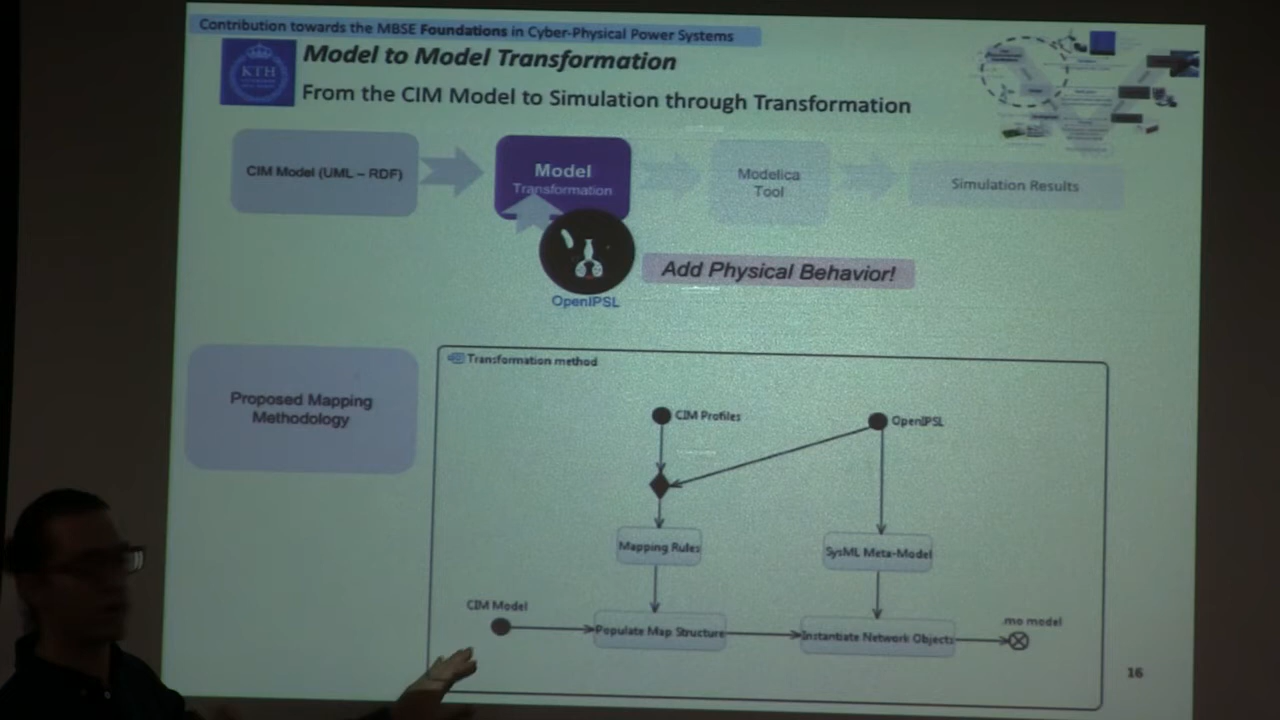 Contribution towards the MBSE Foundations in Cyber-Physical Power Systems
KTH
Model to Model Transformation
From the CIM Model to Simulation through Transformation
CIM Model (UML – RDF)
Model
Transformation
Modelica
Tool
Simulation Results
OpenIPSL
Add Physical Behavior!
Proposed Mapping
Methodology
Transformation method
CIM Profiles
OpenIPSL
Mapping Rules
SysML Meta-Model
CIM Model
Populate Map Structure
Instantiate Network Objects
.mo model
16